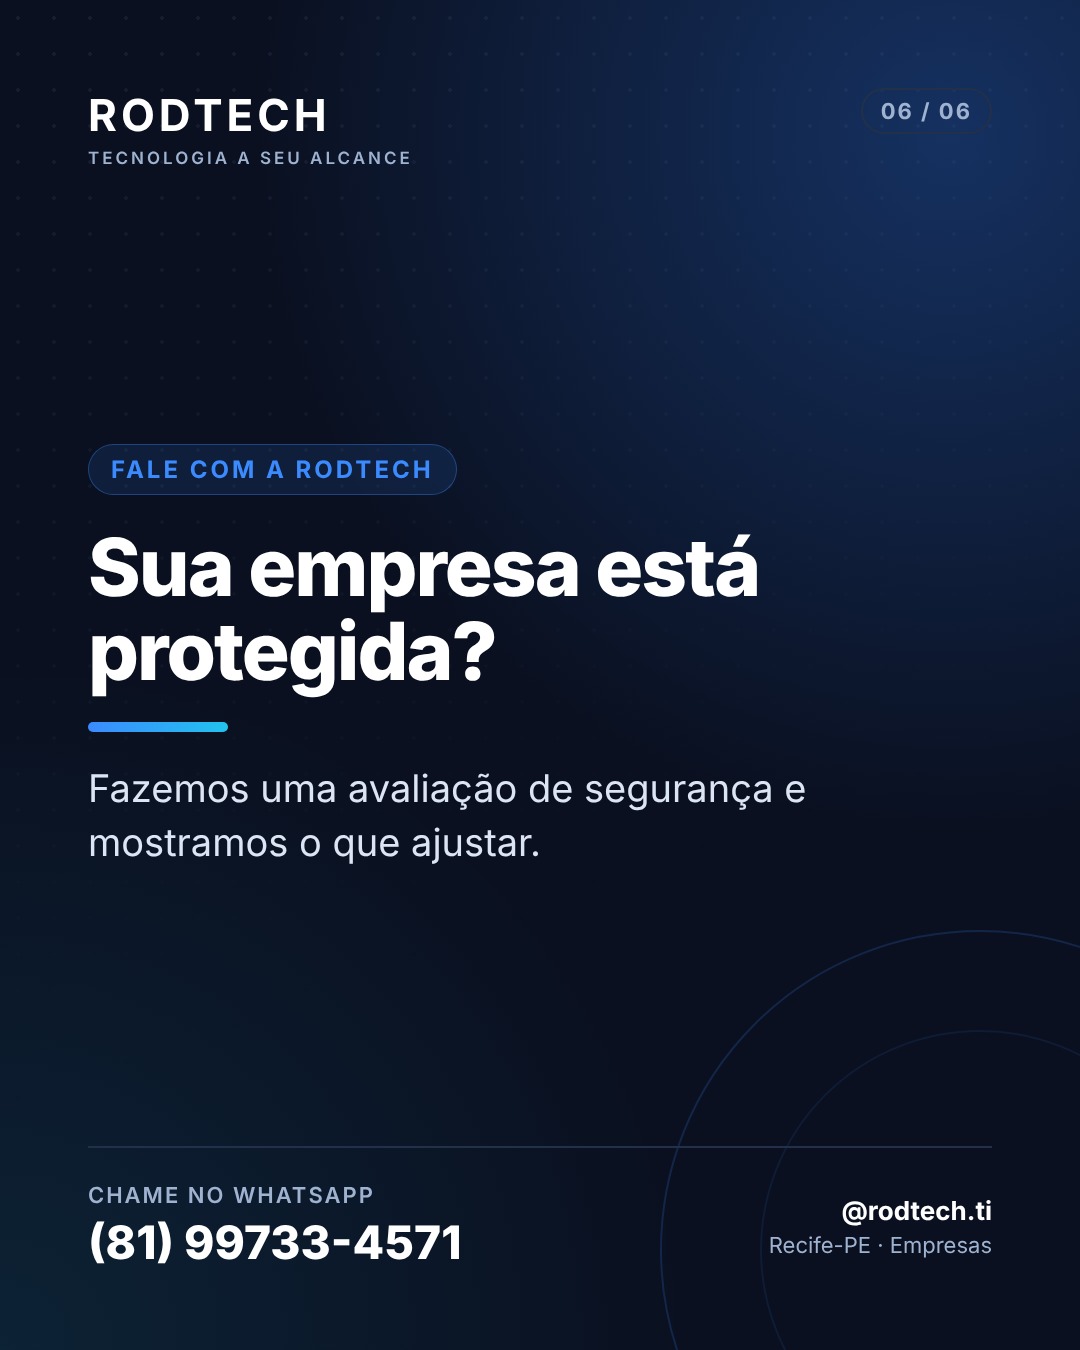 RODTECH
TECNOLOGIA A SEU ALCANCE
06 / 06
FALE COM A RODTECH
Sua empresa está
protegida?
Fazemos uma avaliação de segurança e
mostramos o que ajustar.
CHAME NO WHATSAPP
(81) 99733-4571
@rodtech.ti
Recife-PE · Empresas